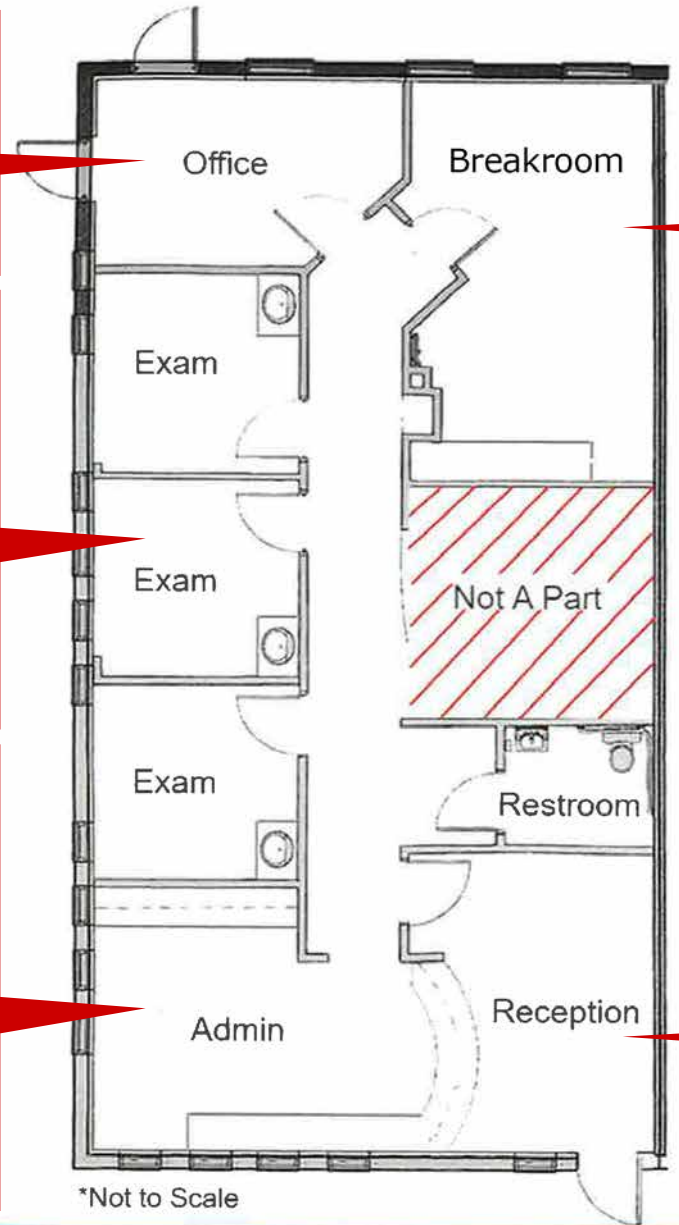 Office
Breakroom
Exam
Exam
Not A Part
Exam
Restroom
Reception
Admin
*Not to Scale